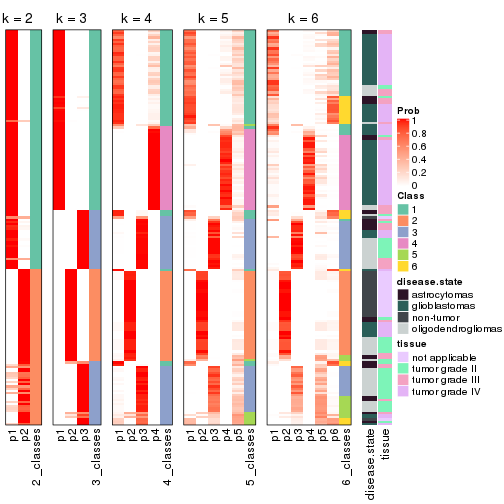 k = 2 k = 3 k = 4 k = 5 k = 6
Prob
1
0.8
0.6
0.4
0.2
0
Class
1
2
3
4
5
6
disease.state
astrocytomas
glioblastomas
non-tumor
oligodendrogliomas
tissue
not applicable
tumor grade II
tumor grade III
tumor grade IV
p1 p2 2_classes p1 p2 p3 3_classes p1 p2 p3 p4 4_classes p1 p2 p3 p4 p5 5_classes p1 p2 p3 p4 p5 p6 6_classes disease.state tissue